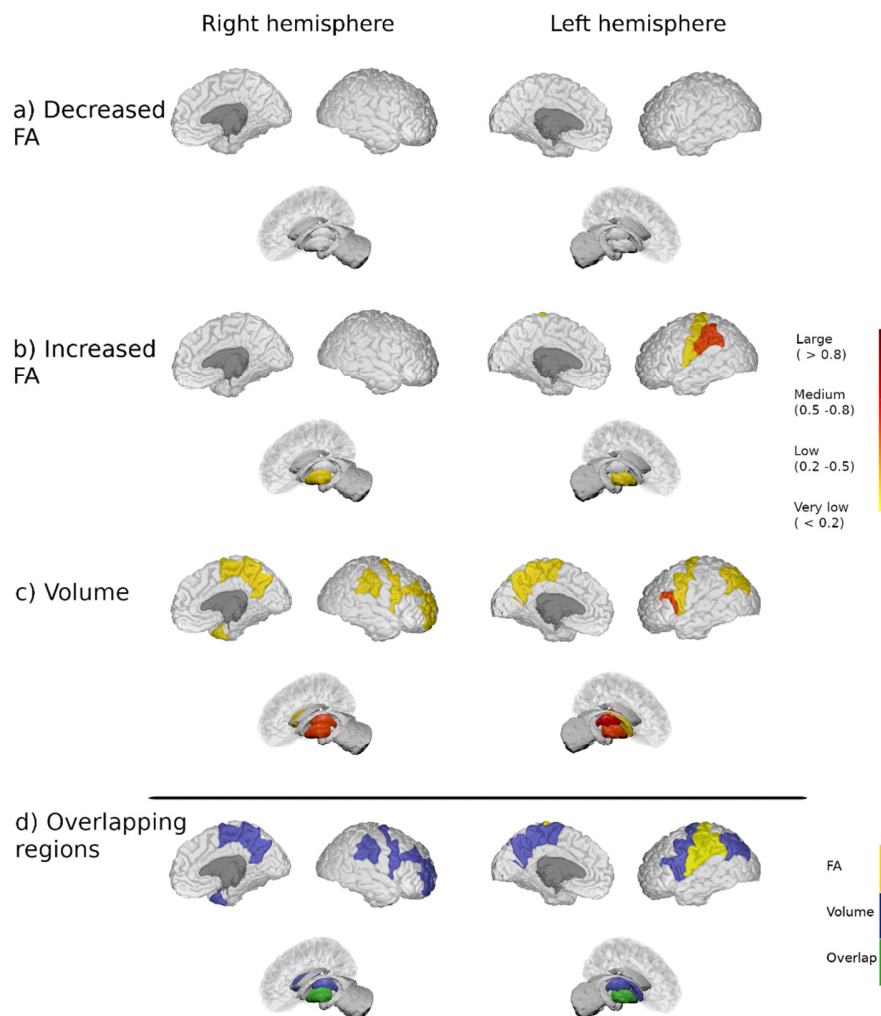 Right hemisphere
Left hemisphere
a) Decreased
FA
b) Increased
FA
Large
( > 0.8)
Medium
(0.5 -0.8)
Low
(0.2 -0.5)
Very low
( < 0.2)
c) Volume
d) Overlapping
regions
FA
Volume
Overlap